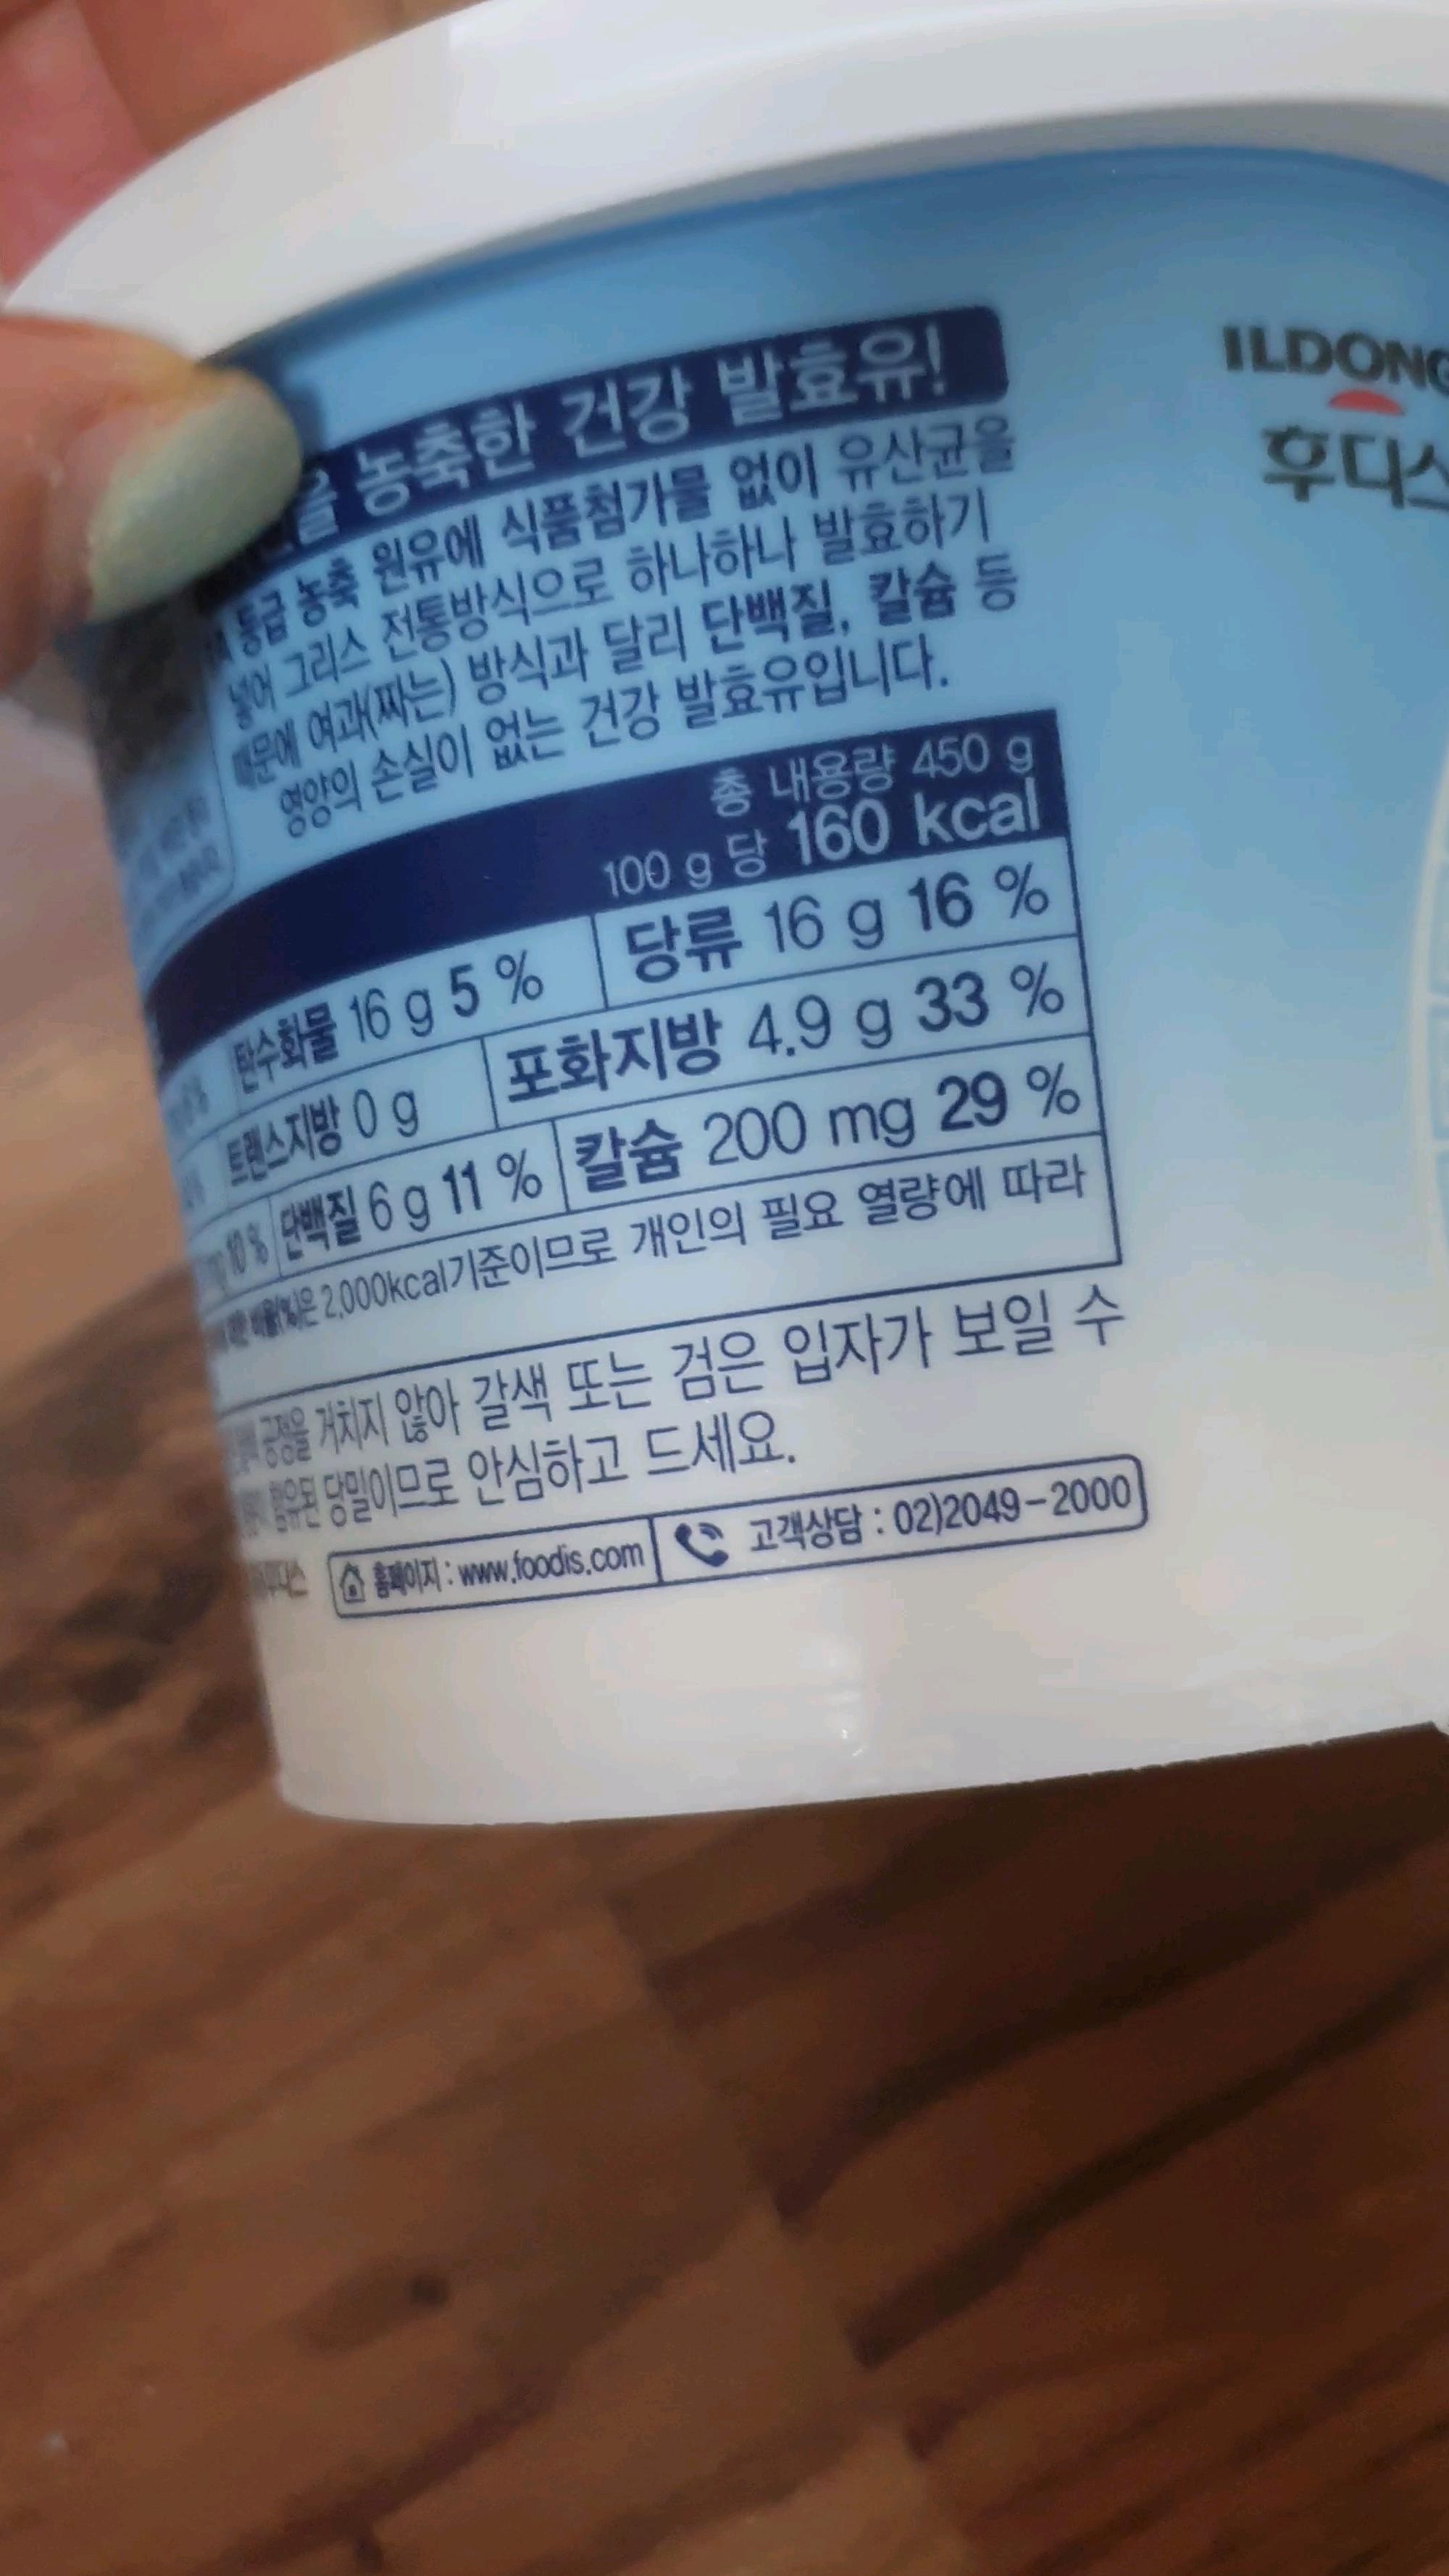 농축한 건강 발효유!
등급 농축 원유에 식품첨가물 없이 유산균을
넣어 그리스 전통방식으로 하나하나 발효하기
때문에 여과(짜는) 방식과 달리 단백질, 칼슘 등
영양의 손실이 없는 건강 발효유입니다.
총 내용량 450 g
100 g 당 160 kcal
탄수화물 16 g 5 % 당류 16 g 16 %
트랜스지방 0 g 포화지방 4.9 g 33 %
10 % 단백질 6 g 11 % 칼슘 200 mg 29 %
비율(%)은 2,000kcal기준이므로 개인의 필요 열량에 따라
공정을 거치지 않아 갈색 또는 검은 입자가 보일 수
함유된 당밀이므로 안심하고 드세요.
홈페이지 : www.foodis.com 고객상담 : 02)2049-2000
ILDONG
후디스